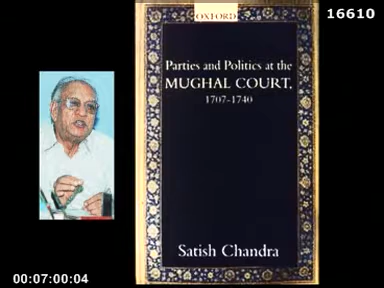 16610
OXFORD
Parties and Politics at the
MUGHAL COURT,
1707-1740
Satish Chandra
00:07:00:04